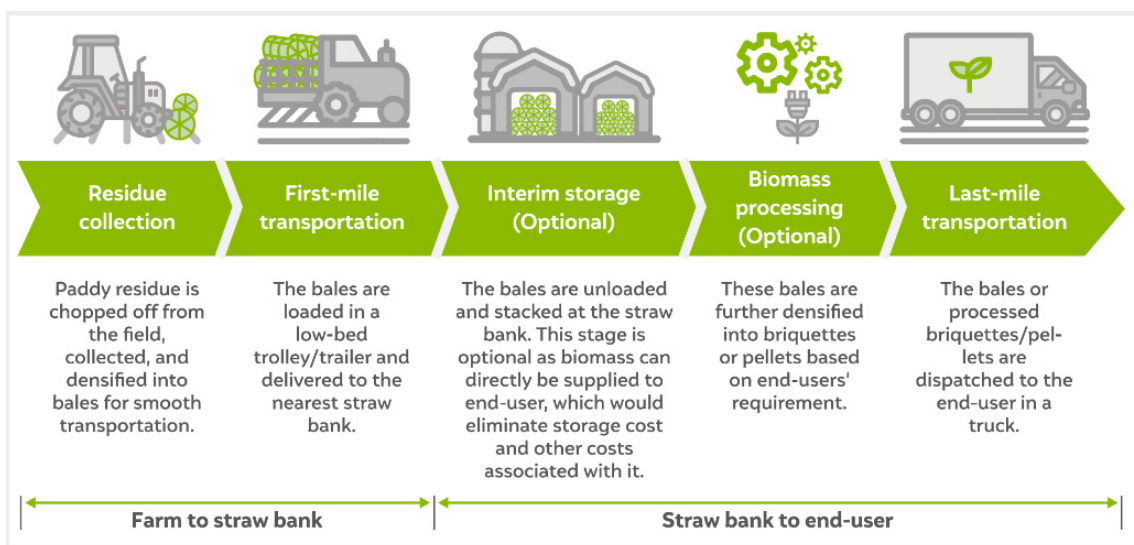 Residue
collection
First-mile
transportation
Interim storage
(Optional)
Biomass
processing
(Optional)
Last-mile
transportation
Paddy residue is
chopped off from
the field,
collected, and
densified into
bales for smooth
transportation.
The bales are
loaded in a
low-bed
trolley/trailer and
delivered to the
nearest straw
bank.
The bales are unloaded
and stacked at the straw
bank. This stage is
optional as biomass can
directly be supplied to
end-user, which would
eliminate storage cost
and other costs
associated with it.
These bales are
further densified
into briquettes
or pellets based
on end-users'
requirement.
The bales or
processed
briquettes/pel-
lets are
dispatched to the
end-user in a
truck.
Farm to straw bank
Straw bank to end-user